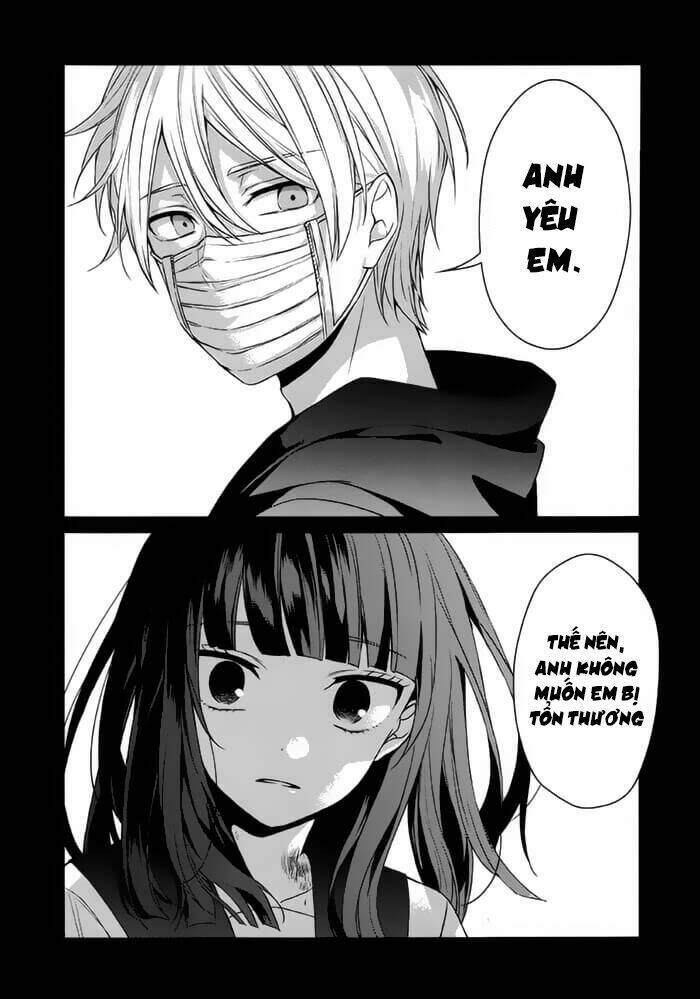 ANH
YÊU
EM.
THẾ NÊN,
ANH KHÔNG
MUỐN EM BỊ
TỔN THƯƠNG